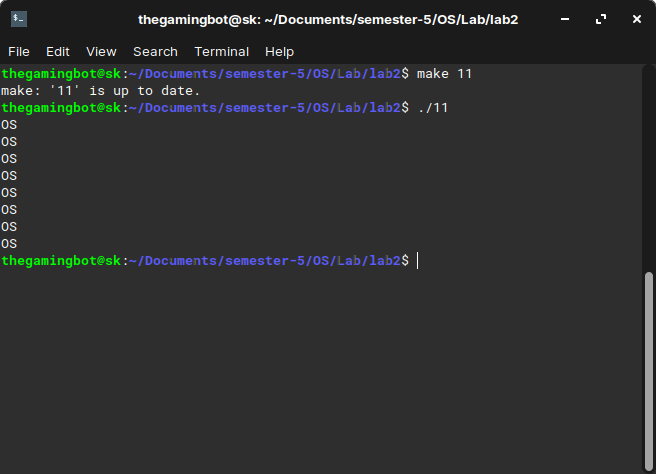 thegamingbot@sk: ~/Documents/semester-5/OS/Lab/lab2
File Edit View Search Terminal Help
thegamingbot@sk:~/Documents/semester-5/OS/Lab/lab2$ make 11
make: '11' is up to date.
thegamingbot@sk:~/Documents/semester-5/OS/Lab/lab2$ ./11
OS
OS
OS
OS
OS
OS
OS
OS
thegamingbot@sk:~/Documents/semester-5/OS/Lab/lab2$